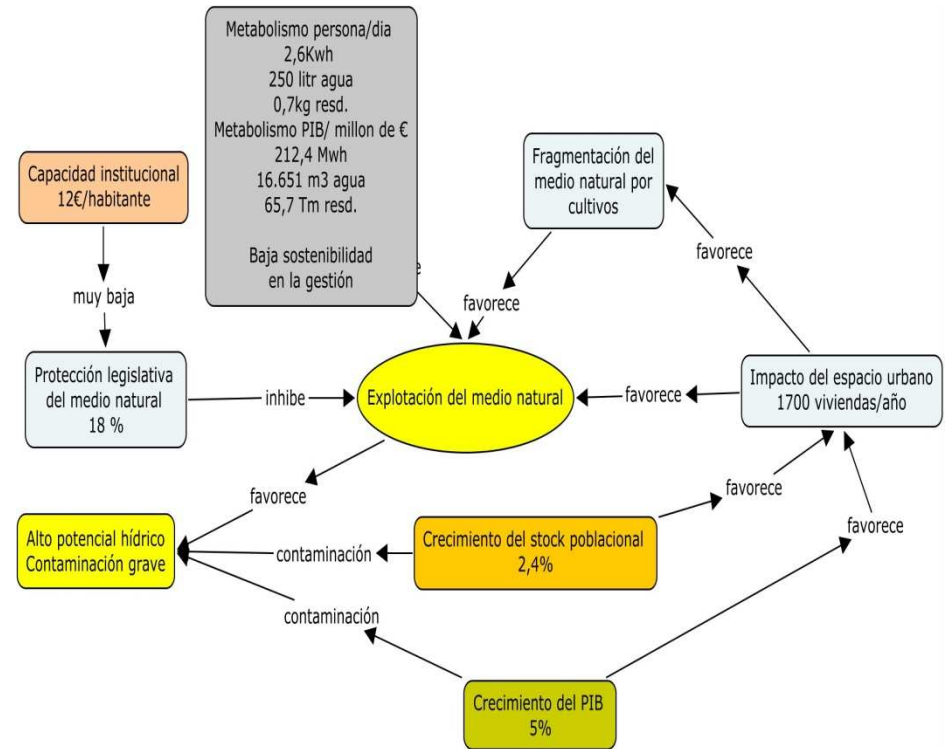 Metabolismo persona/dia
2,6Kwh
250 litr agua
0,7kg resd.
Metabolismo PIB/ millon de €
212,4 Mwh
16.651 m3 agua
65,7 Tm resd.
Baja sostenibilidad
en la gestión
Capacidad institucional
12€/habitante
Fragmentación del
medio natural por
cultivos
favorece
muy baja
favorece
Protección legislativa
del medio natural
18 %
inhibe
Explotación del medio natural
favorece
Impacto del espacio urbano
1700 viviendas/año
favorece
favorece
favorece
Alto potencial hídrico
Contaminación grave
contaminación
Crecimiento del stock poblacional
2,4%
contaminación
Crecimiento del PIB
5%